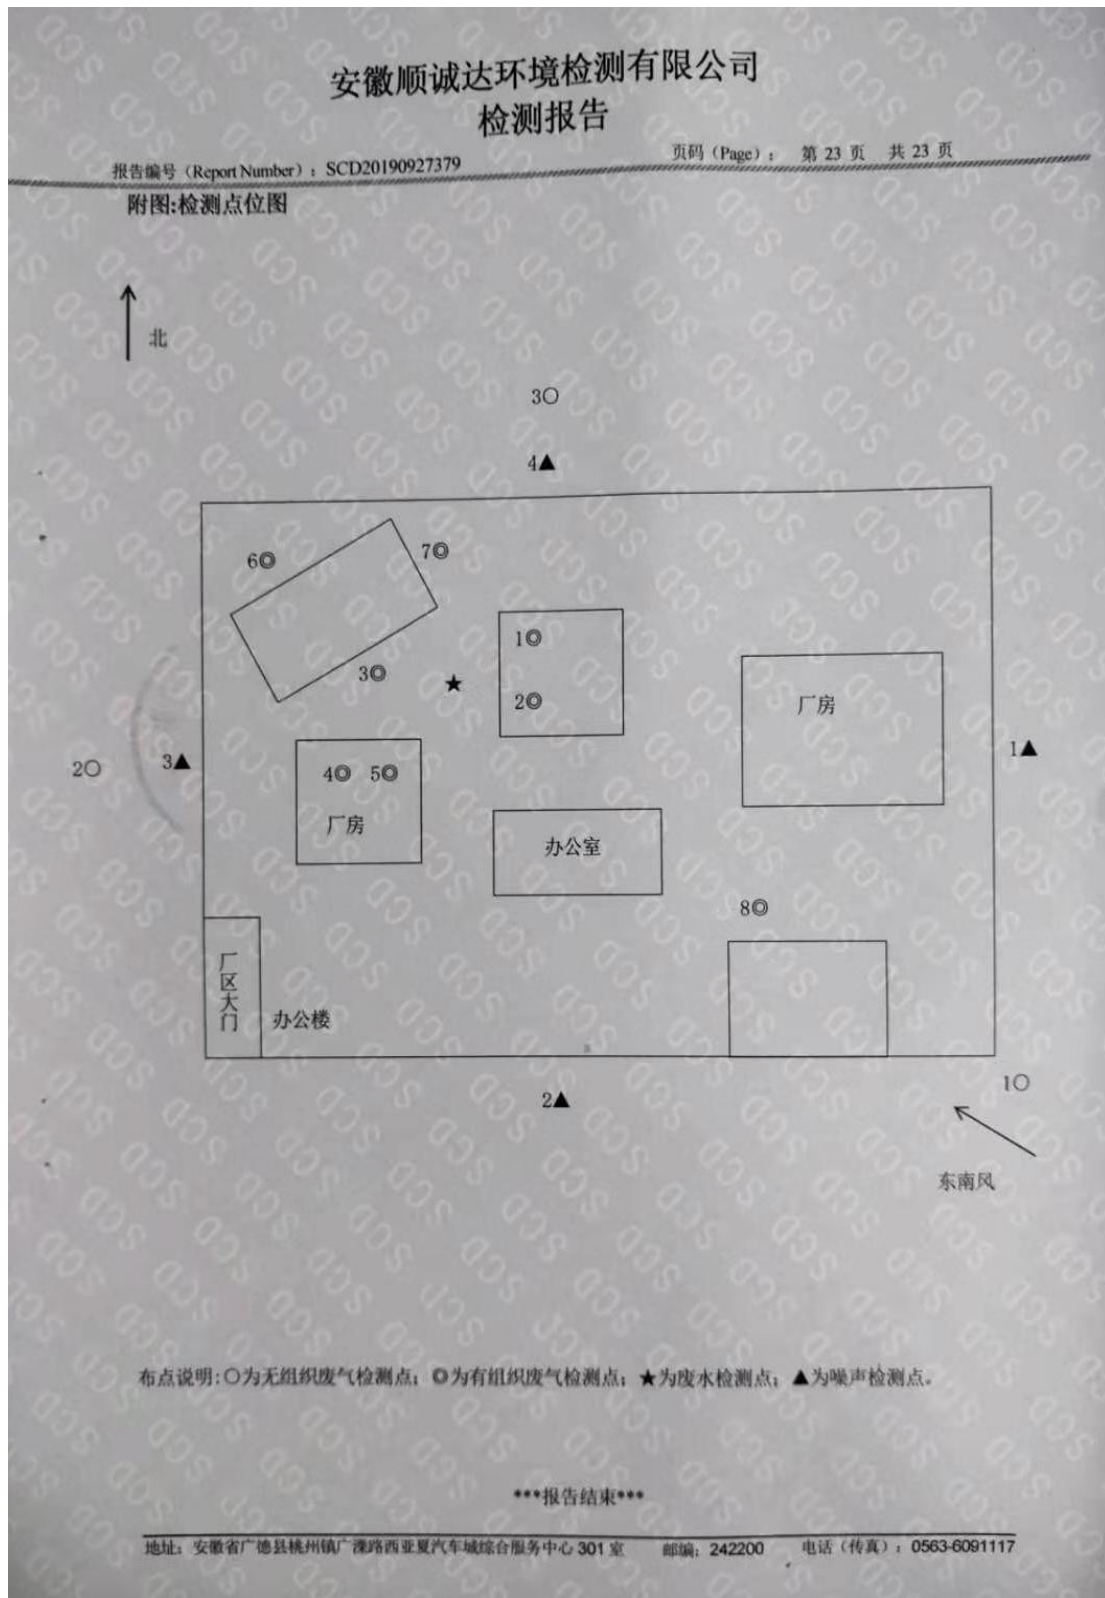 安徽顺诚达环境检测有限公司
检测报告
报告编号（Report Number）：SCD20190927379
页码（Page）： 第 23 页 共 23 页
附图:检测点位图
北
3○
4▲
6◎
7◎
1◎
3◎
★
2◎
厂房
2○
3▲
4◎ 5◎
1▲
厂房
办公室
8◎
厂区大门
办公楼
1○
2▲
东南风
布点说明:○为无组织废气检测点；◎为有组织废气检测点；★为废水检测点；▲为噪声检测点。
***报告结束***
地址：安徽省广德县桃州镇广溧路西亚夏汽车城综合服务中心 301 室 邮编：242200 电话（传真）：0563-6091117